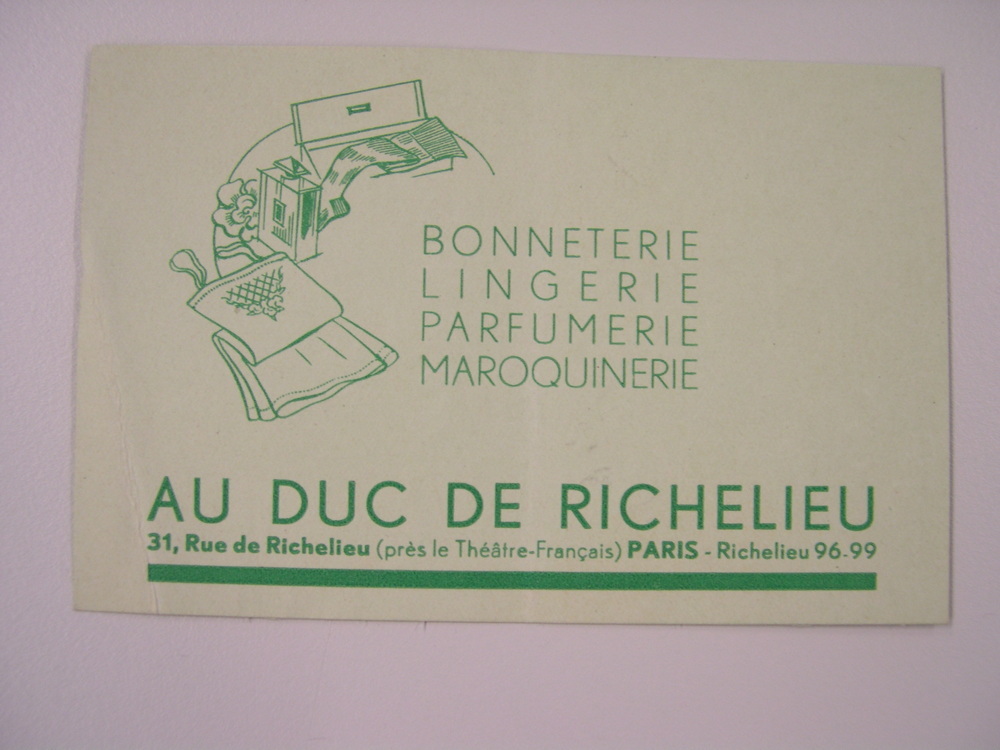 BONNETERIE
LINGERIE
PARFUMERIE
MAROQUINERIE
AU DUC DE RICHELIEU
31, Rue de Richelieu (près le Théâtre-Français) PARIS - Richelieu 96-99